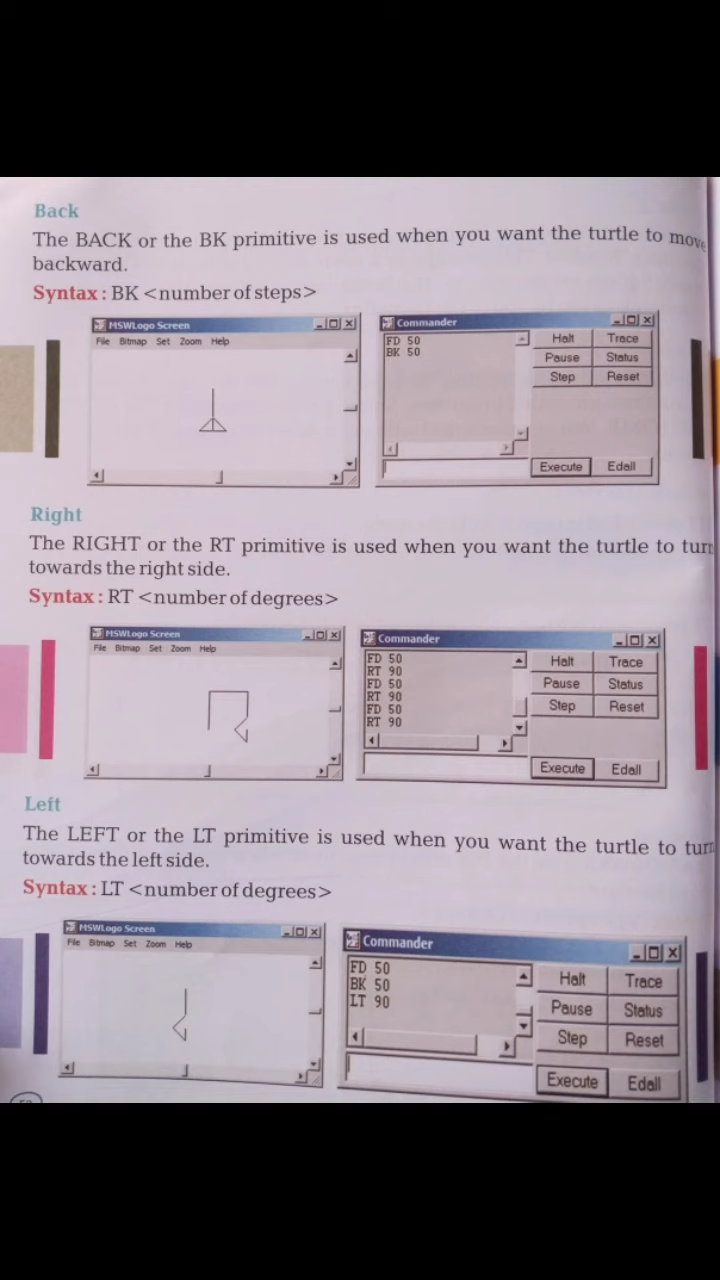 Back
The BACK or the BK primitive is used when you want the turtle to move
backward.
Syntax : BK <number of steps>
MSWLogo Screen
File Bitmap Set Zoom Help
Commander
FD 50
BK 50
Halt Trace
Pause Status
Step Reset
Execute Edall
Right
The RIGHT or the RT primitive is used when you want the turtle to turn
towards the right side.
Syntax : RT <number of degrees>
MSWLogo Screen
File Bitmap Set Zoom Help
Commander
FD 50
RT 90
FD 50
RT 90
FD 50
RT 90
Halt Trace
Pause Status
Step Reset
Execute Edall
Left
The LEFT or the LT primitive is used when you want the turtle to turn
towards the left side.
Syntax : LT <number of degrees>
MSWLogo Screen
File Bitmap Set Zoom Help
Commander
FD 50
BK 50
LT 90
Halt Trace
Pause Status
Step Reset
Execute Edall